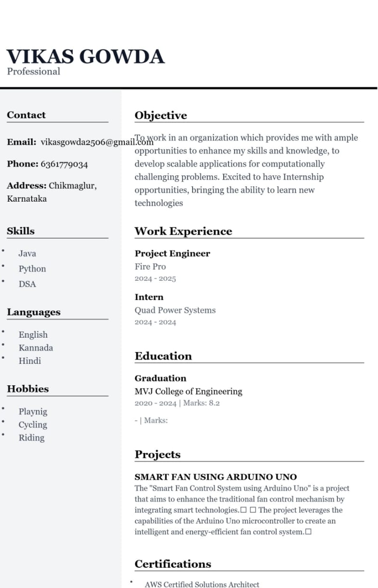 VIKAS GOWDA
Professional
Contact
Email: vikasgowda2506@gmail.com
Phone: 6361779034
Address: Chikmaglur,
Karnataka
Skills
Java
Python
DSA
Languages
English
Kannada
Hindi
Hobbies
Playnig
Cycling
Riding
Objective
To work in an organization which provides me with ample
opportunities to enhance my skills and knowledge, to
develop scalable applications for computationally
challenging problems. Excited to have Internship
opportunities, bringing the ability to learn new
technologies
Work Experience
Project Engineer
Fire Pro
2024 - 2025
Intern
Quad Power Systems
2024 - 2024
Education
Graduation
MVJ College of Engineering
2020 - 2024 | Marks: 8.2
- | Marks:
Projects
SMART FAN USING ARDUINO UNO
The "Smart Fan Control System using Arduino Uno" is a project
that aims to enhance the traditional fan control mechanism by
integrating smart technologies.☐ ☐ The project leverages the
capabilities of the Arduino Uno microcontroller to create an
intelligent and energy-efficient fan control system.☐
Certifications
AWS Certified Solutions Architect